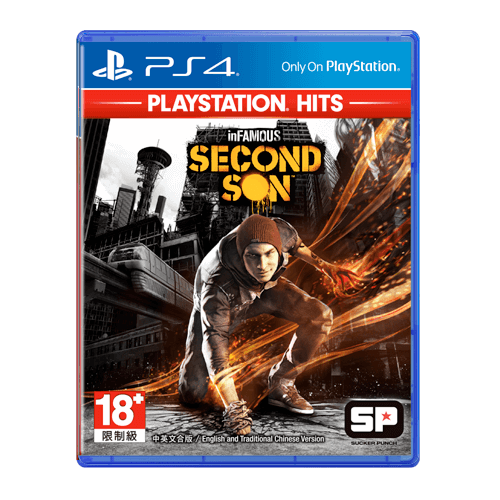 PS4
Only On PlayStation®
PLAYSTATION® HITS
inFAMOUS
SECOND
SON
18+
限制級
中英文合版 / English and Traditional Chinese Version
SP
SUCKER PUNCH